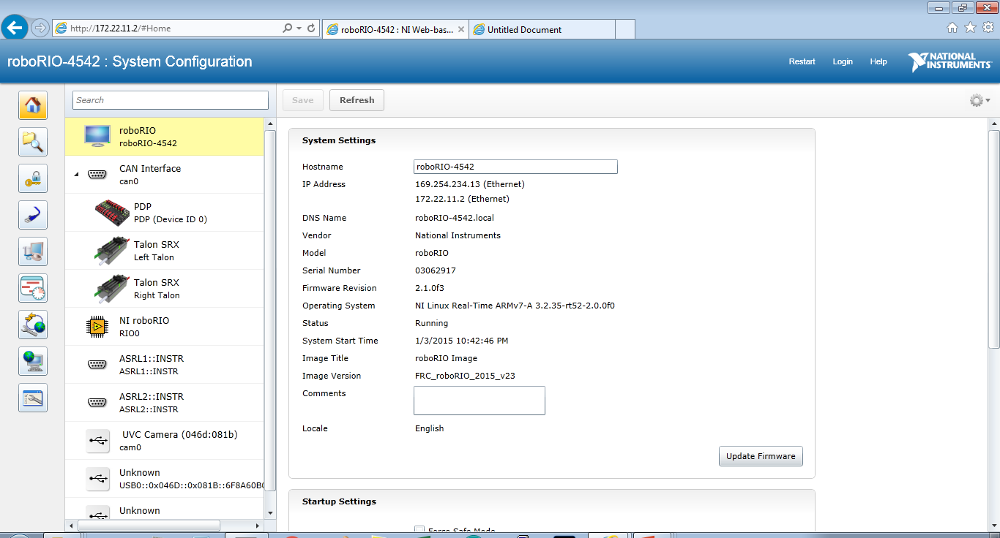 http://172.22.11.2/#Home
roboRIO-4542 : NI Web-bas...
Untitled Document
roboRIO-4542 : System Configuration
Restart
Login
Help
NATIONAL INSTRUMENTS
Search
Save
Refresh
roboRIO
roboRIO-4542
CAN Interface
can0
PDP
PDP (Device ID 0)
Talon SRX
Left Talon
Talon SRX
Right Talon
NI roboRIO
RIO0
ASRL1::INSTR
ASRL1::INSTR
ASRL2::INSTR
ASRL2::INSTR
UVC Camera (046d:081b)
cam0
Unknown
USB0::0x046D::0x081B::6F8A60B
Unknown
System Settings
Hostname roboRIO-4542
IP Address 169.254.234.13 (Ethernet)
172.22.11.2 (Ethernet)
DNS Name roboRIO-4542.local
Vendor National Instruments
Model roboRIO
Serial Number 03062917
Firmware Revision 2.1.0f3
Operating System NI Linux Real-Time ARMv7-A 3.2.35-rt52-2.0.0f0
Status Running
System Start Time 1/3/2015 10:42:46 PM
Image Title roboRIO Image
Image Version FRC_roboRIO_2015_v23
Comments
Locale English
Update Firmware
Startup Settings
Force Safe Mode